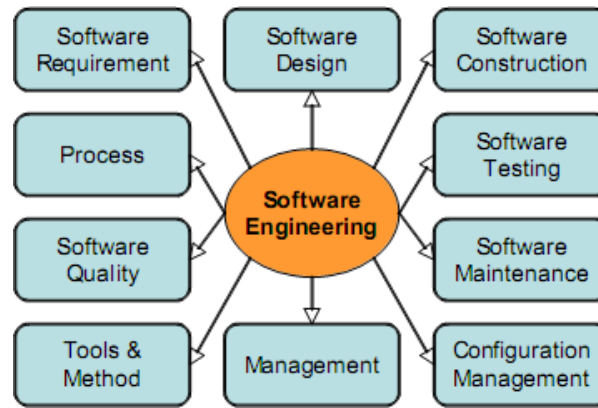 Software
Requirement
Software
Design
Software
Construction
Process
Software
Testing
Software
Engineering
Software
Quality
Software
Maintenance
Tools &
Method
Management
Configuration
Management